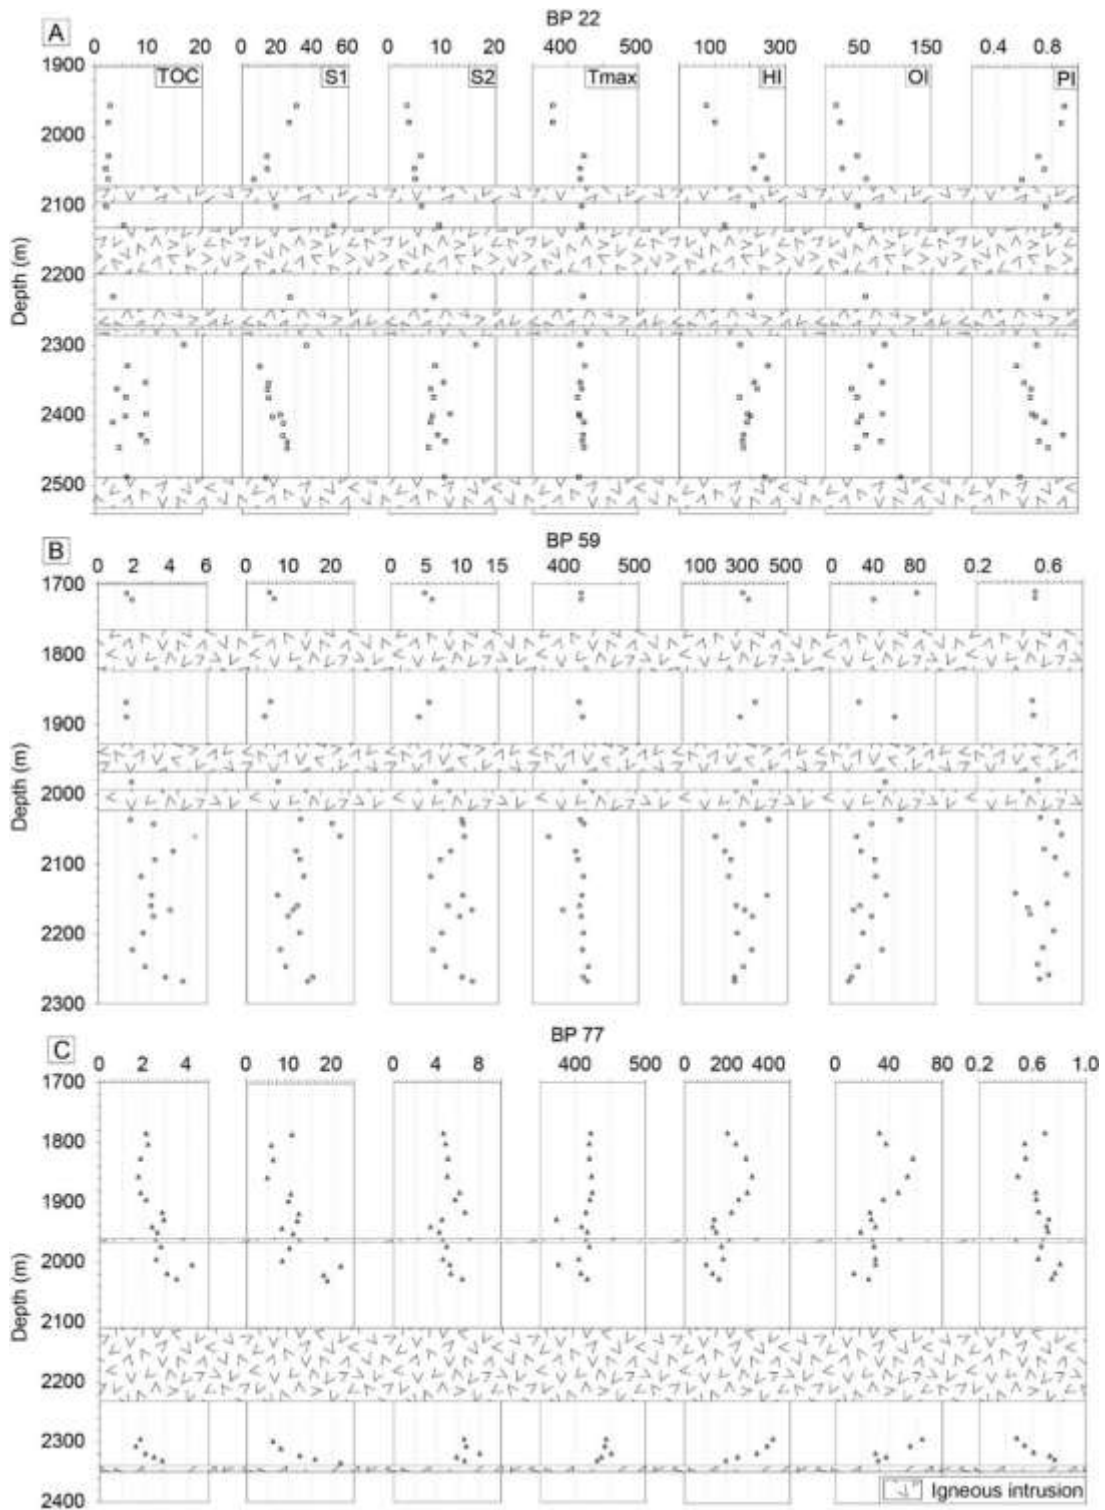 A
BP 22
0 10 20 0 20 40 60 0 10 20 400 500 100 300 50 150 0.4 0.8
1900
TOC S1 S2 Tmax HI OI PI
2000
2100
2200
2300
2400
2500
Depth (m)
B
BP 59
0 2 4 6 0 10 20 0 5 10 15 400 500 100 300 500 0 40 80 0.2 0.6
1700
1800
1900
2000
2100
2200
2300
Depth (m)
C
BP 77
0 2 4 0 10 20 0 4 8 400 500 0 200 400 0 40 80 0.2 0.6 1.0
1700
1800
1900
2000
2100
2200
2300
2400
Depth (m)
Igneous intrusion